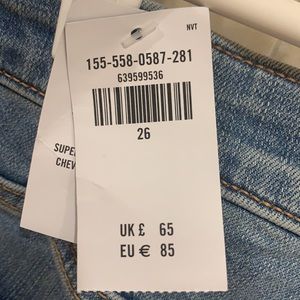 NVT
155-558-0587-281
639599536
26
SUPE
CHEV
UK £ 65
EU € 85